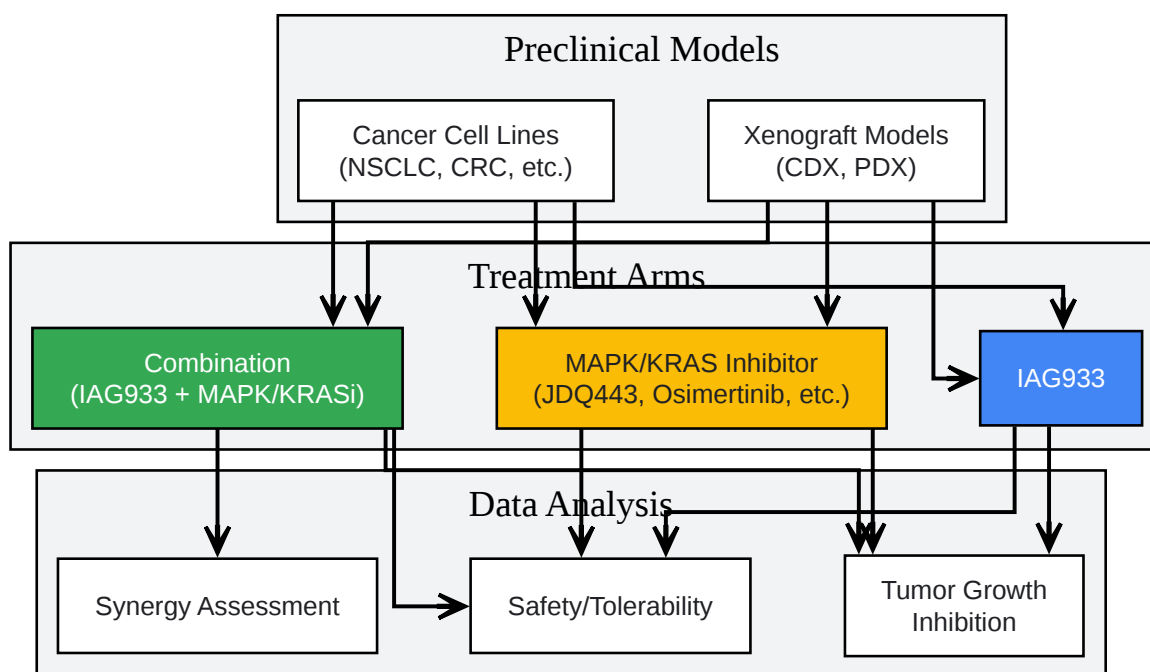 Preclinical Models
Cancer Cell Lines
(NSCLC, CRC, etc.)
Xenograft Models
(CDX, PDX)
Treatment Arms
Combination
(IAG933 + MAPK/KRASi)
MAPK/KRAS Inhibitor
(JDQ443, Osimertinib, etc.)
IAG933
Data Analysis
Synergy Assessment
Safety/Tolerability
Tumor Growth
Inhibition